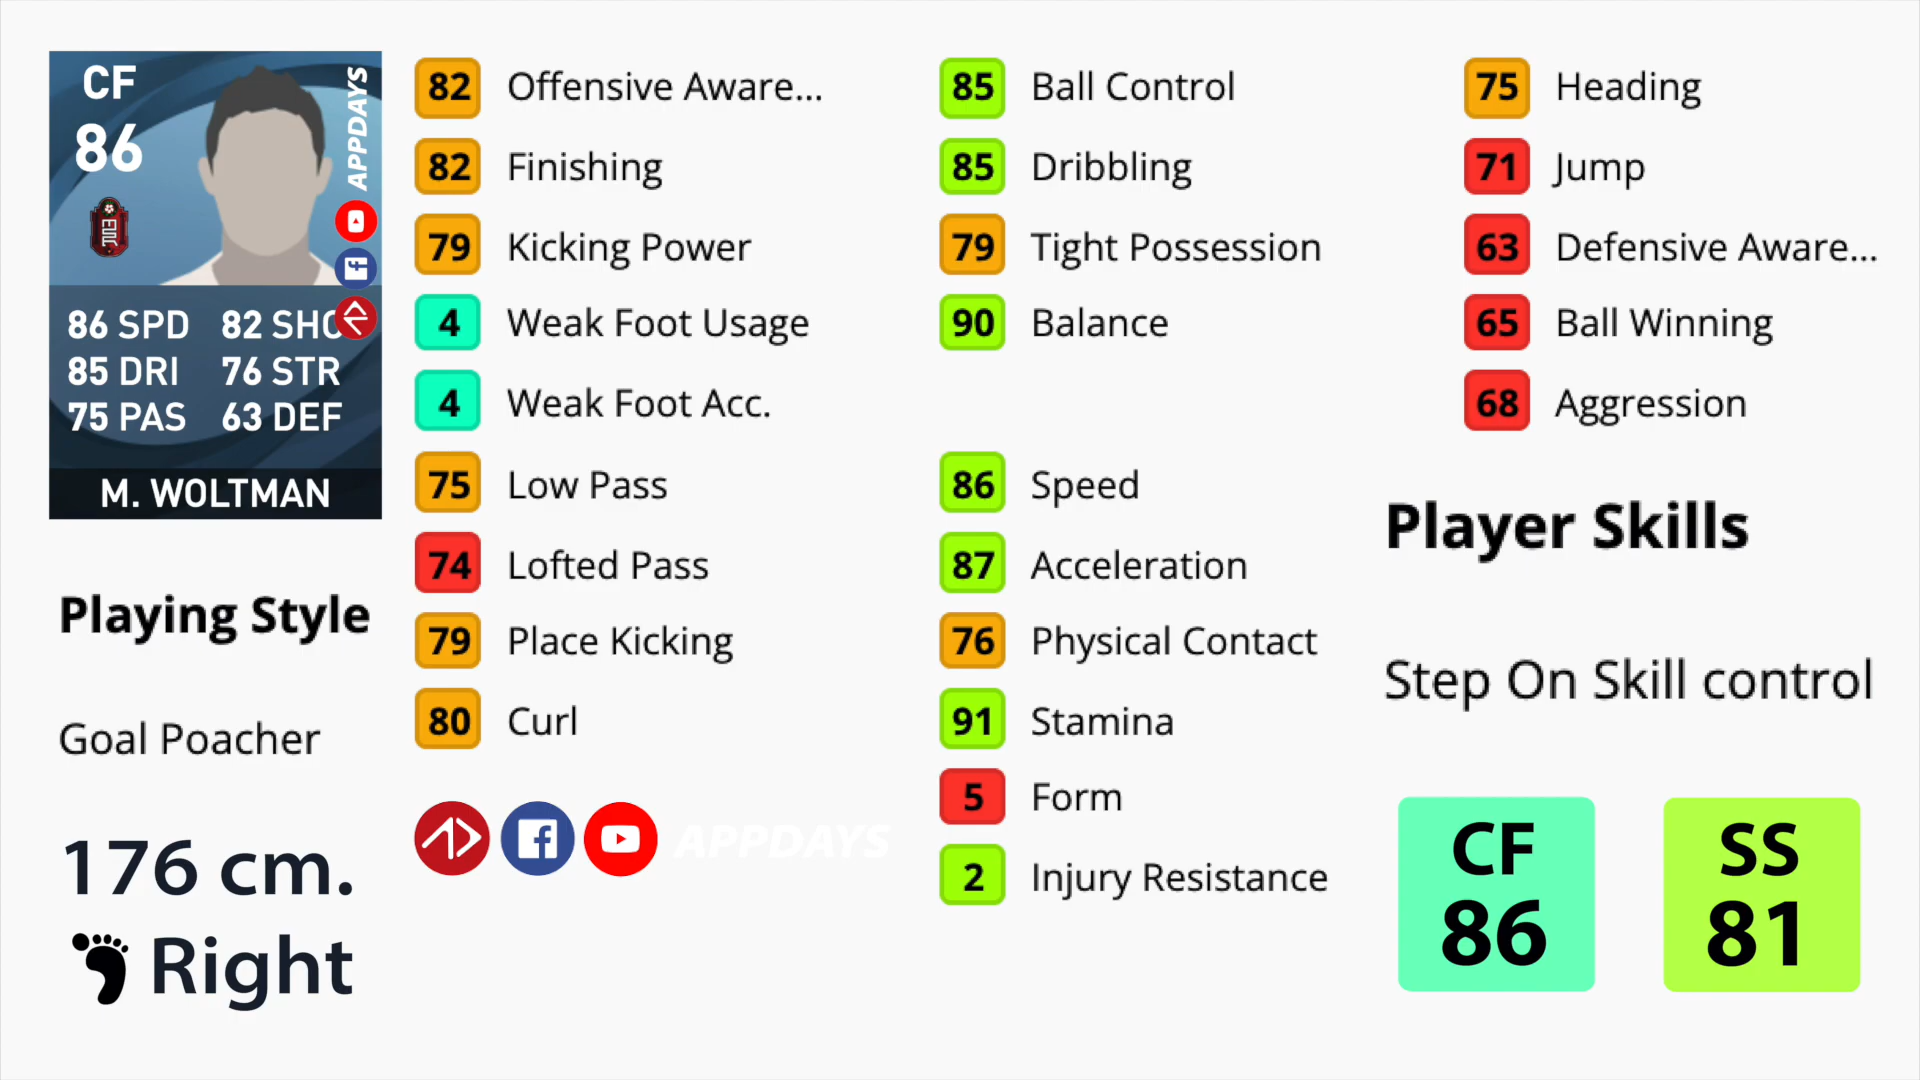 CF
86
APPDAYS
86 SPD 82 SHO
85 DRI 76 STR
75 PAS 63 DEF
M. WOLTMAN
Playing Style
Goal Poacher
176 cm.
Right
82 Offensive Aware...
82 Finishing
79 Kicking Power
4 Weak Foot Usage
4 Weak Foot Acc.
75 Low Pass
74 Lofted Pass
79 Place Kicking
80 Curl
APPDAYS
85 Ball Control
85 Dribbling
79 Tight Possession
90 Balance
86 Speed
87 Acceleration
76 Physical Contact
91 Stamina
5 Form
2 Injury Resistance
75 Heading
71 Jump
63 Defensive Aware...
65 Ball Winning
68 Aggression
Player Skills
Step On Skill control
CF
86
SS
81